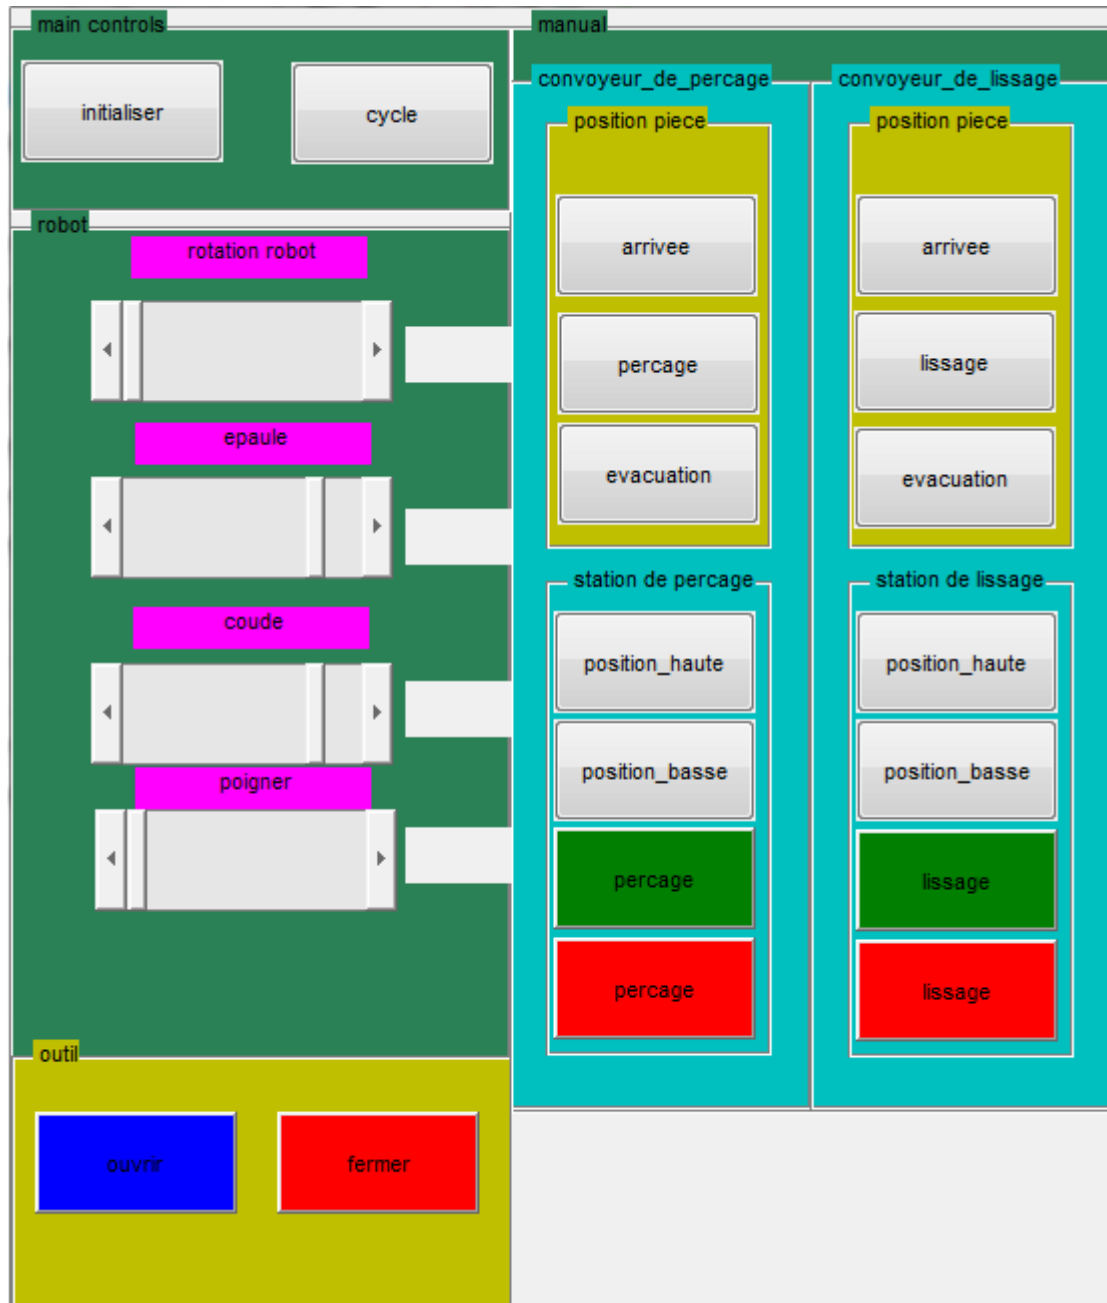 main controls
initialiser
cycle
robot
rotation robot
epaule
coude
poigner
outil
ouvrir
fermer
manual
convoyeur_de_percage
position piece
arrivee
percage
evacuation
station de percage
position_haute
position_basse
percage
percage
convoyeur_de_lissage
position piece
arrivee
lissage
evacuation
station de lissage
position_haute
position_basse
lissage
lissage